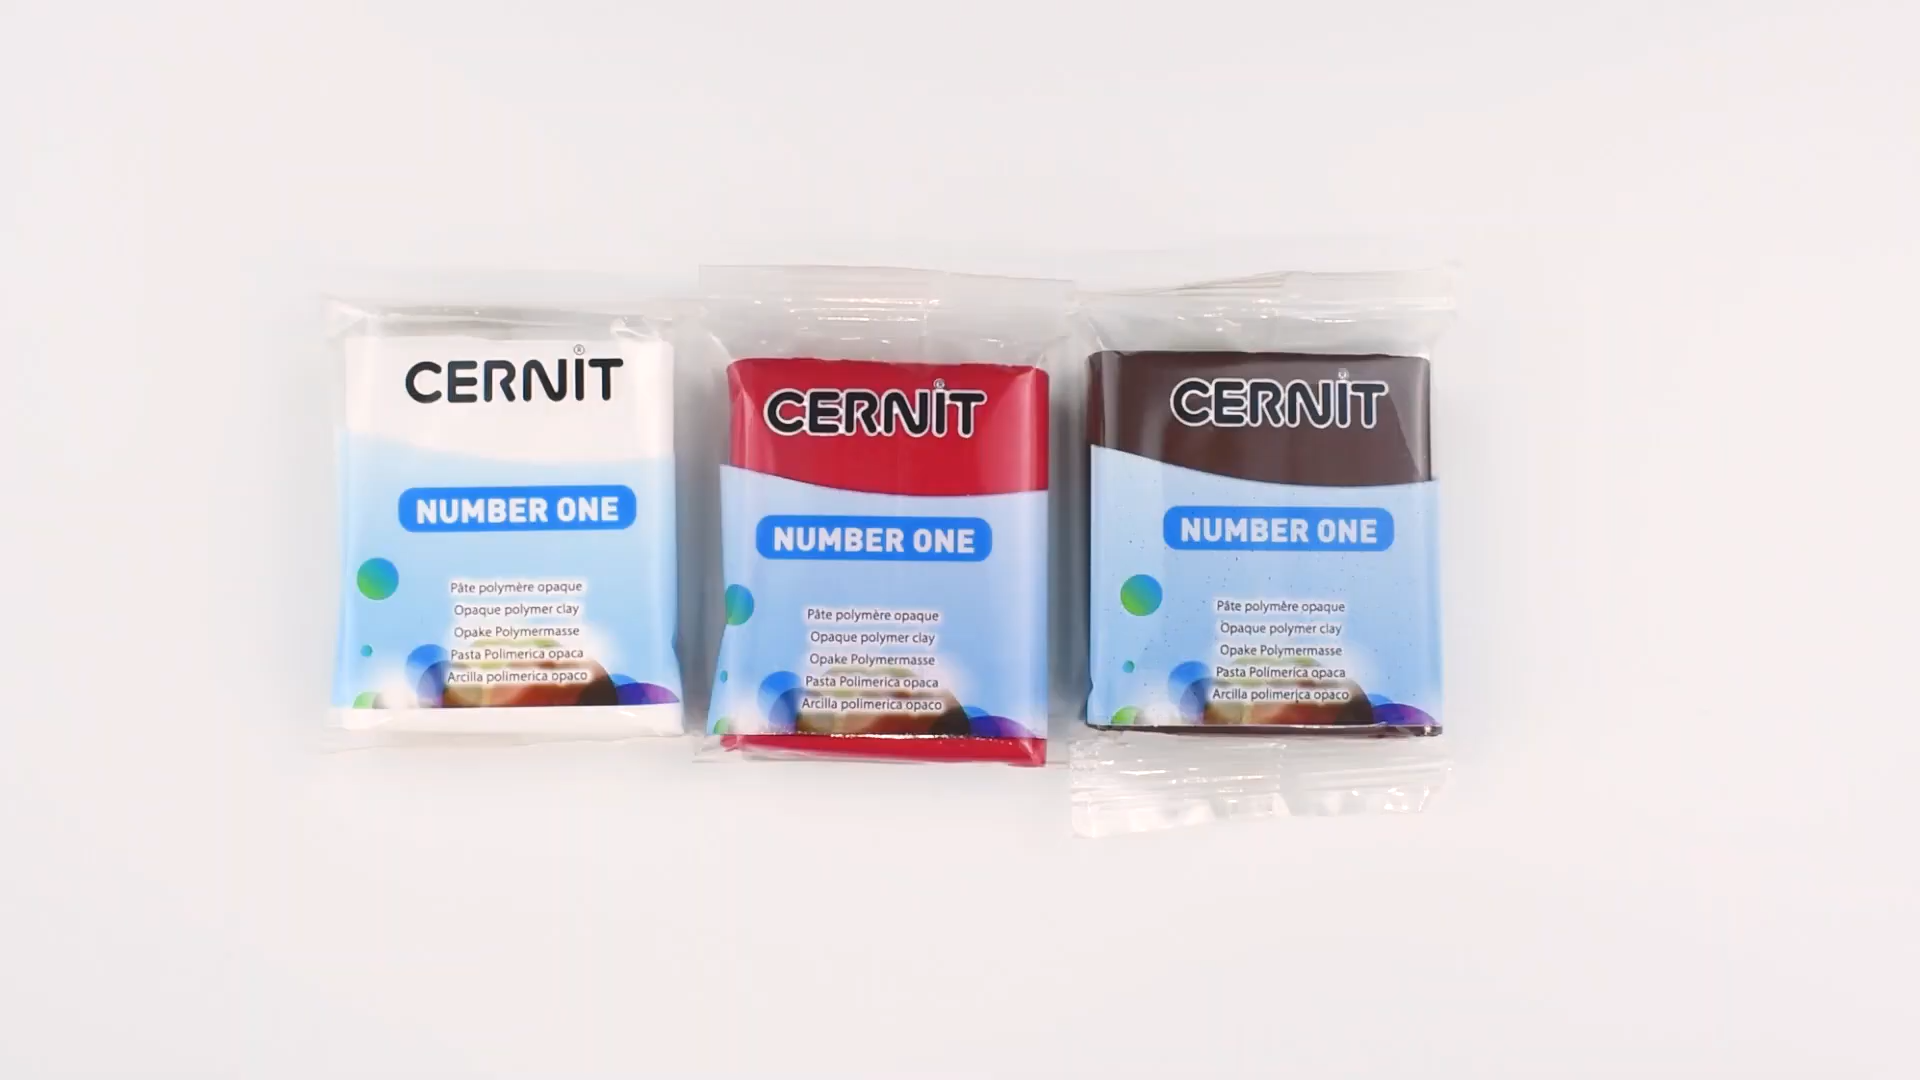 CERNIT®
NUMBER ONE
Pâte polymère opaque
Opaque polymer clay
Opake Polymermasse
Pasta Polimerica opaca
Arcilla polimerica opaco
CERNIT®
NUMBER ONE
Pâte polymère opaque
Opaque polymer clay
Opake Polymermasse
Pasta Polimerica opaca
Arcilla polimerica opaco
CERNIT®
NUMBER ONE
Pâte polymère opaque
Opaque polymer clay
Opake Polymermasse
Pasta Polimerica opaca
Arcilla polimerica opaco